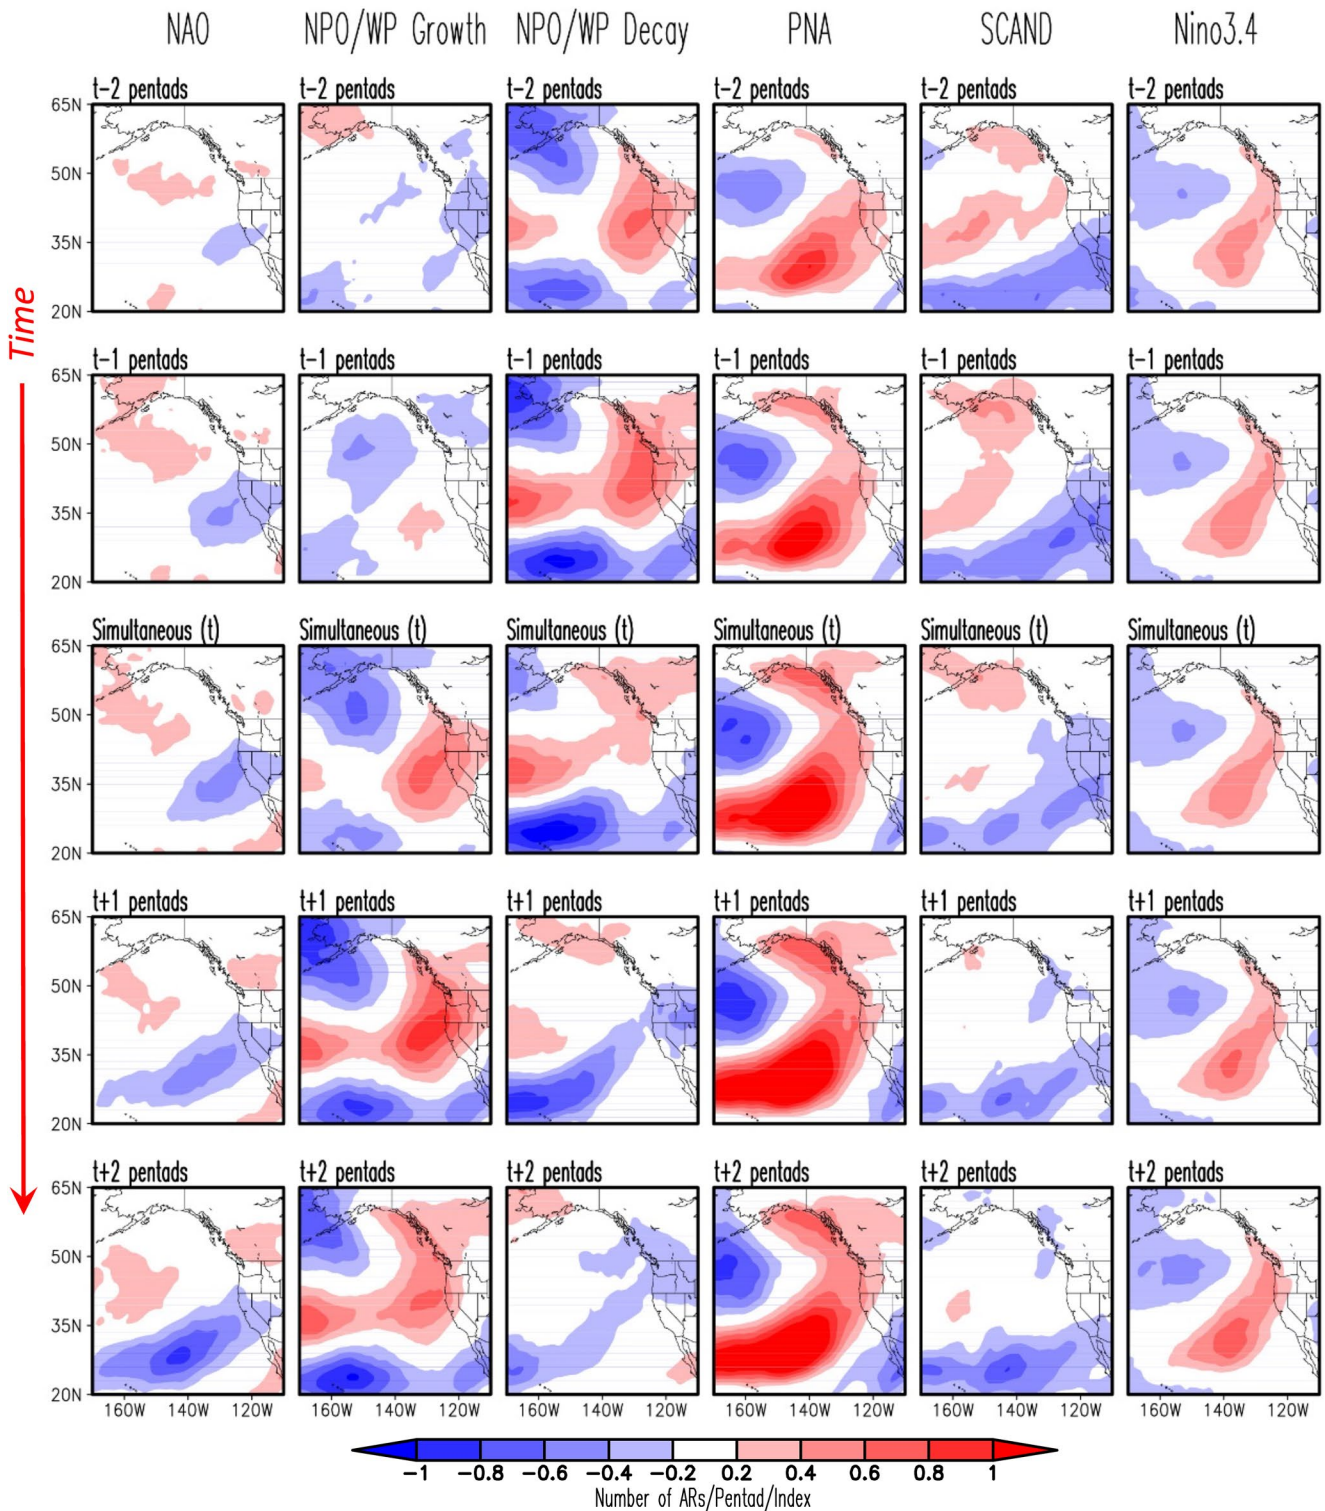 NAO NPO/WP Growth NPO/WP Decay PNA SCAND Nino3.4
t-2 pentads t-2 pentads t-2 pentads t-2 pentads t-2 pentads t-2 pentads
65N
50N
35N
20N
Time
t-1 pentads t-1 pentads t-1 pentads t-1 pentads t-1 pentads t-1 pentads
65N
50N
35N
20N
Simultaneous (t) Simultaneous (t) Simultaneous (t) Simultaneous (t) Simultaneous (t) Simultaneous (t)
65N
50N
35N
20N
t+1 pentads t+1 pentads t+1 pentads t+1 pentads t+1 pentads t+1 pentads
65N
50N
35N
20N
t+2 pentads t+2 pentads t+2 pentads t+2 pentads t+2 pentads t+2 pentads
65N
50N
35N
20N
160W 140W 120W 160W 140W 120W 160W 140W 120W 160W 140W 120W 160W 140W 120W 160W 140W 120W
-1 -0.8 -0.6 -0.4 -0.2 0.2 0.4 0.6 0.8 1
Number of ARs/Pentad/Index